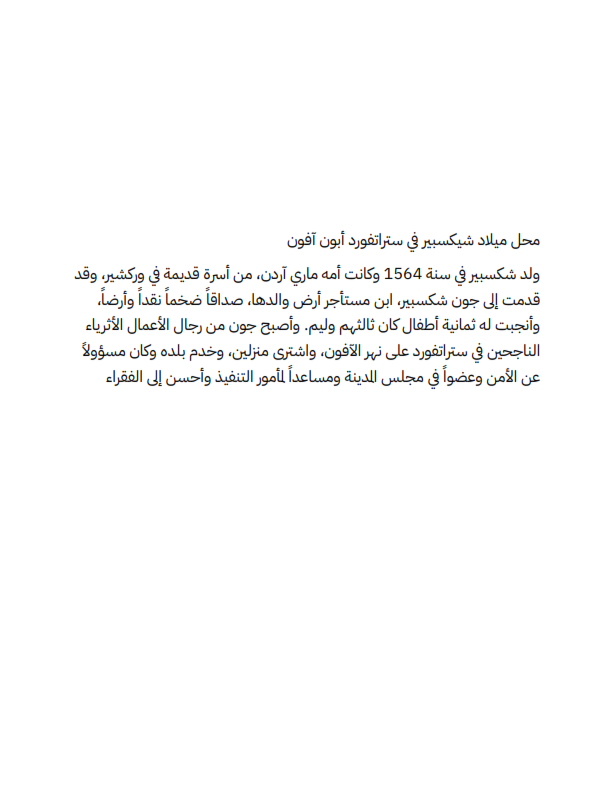 محل ميلاد شيكسبير في ستراتفورد أبون آفون
ولد شكسبير في سنة 1564 وكانت أمه ماري آردن، من أسرة قديمة في وركشير، وقد
قدمت إلى جون شكسبير، ابن مستأجر أرض والدها، صداقاً ضخماً نقداً وأرضاً،
وأنجبت له ثمانية أطفال كان ثالثهم وليم. وأصبح جون من رجال الأعمال الأثرياء
الناجحين في ستراتفورد على نهر الآفون، واشترى منزلين، وخدم بلده وكان مسؤولاً
عن الأمن وعضواً في مجلس المدينة ومساعداً لمأمور التنفيذ وأحسن إلى الفقراء